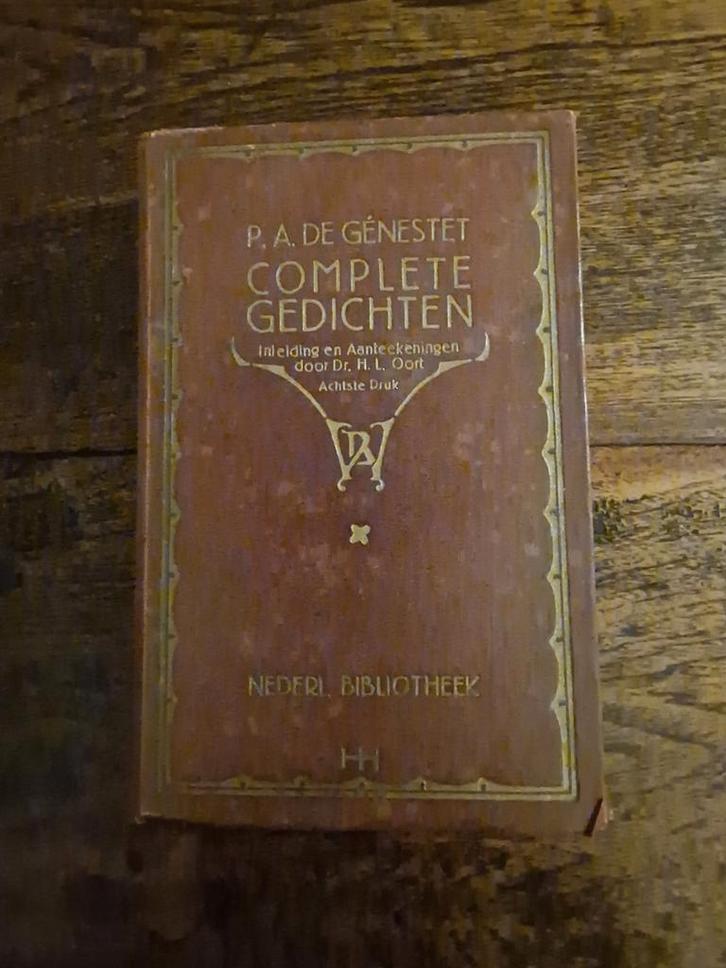 P. A. DE GÉNESTET
COMPLETE
GEDICHTEN
Inleiding en Aanteekeningen
door Dr. H. L. Oort
Achtste Druk
NEDERL. BIBLIOTHEEK